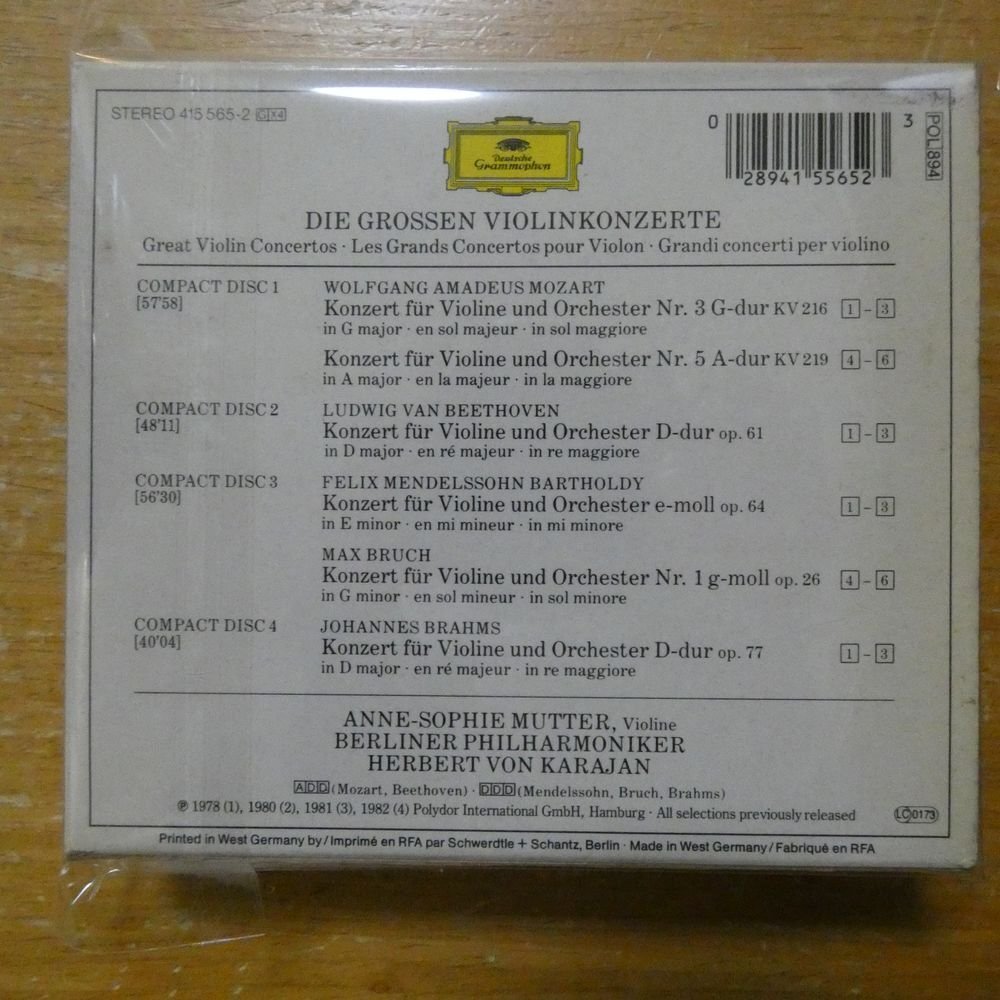 STEREO 415 565-2 GX4
Deutsche
Grammophon
0 28941 55652 3
POL 894
DIE GROSSEN VIOLINKONZERTE
Great Violin Concertos · Les Grands Concertos pour Violon · Grandi concerti per violino
COMPACT DISC 1 WOLFGANG AMADEUS MOZART
[57'58] Konzert für Violine und Orchester Nr. 3 G-dur KV 216 1 – 3
in G major · en sol majeur · in sol maggiore
Konzert für Violine und Orchester Nr. 5 A-dur KV 219 4 – 6
in A major · en la majeur · in la maggiore
COMPACT DISC 2 LUDWIG VAN BEETHOVEN
[48'11] Konzert für Violine und Orchester D-dur op. 61 1 – 3
in D major · en ré majeur · in re maggiore
COMPACT DISC 3 FELIX MENDELSSOHN BARTHOLDY
[56'30] Konzert für Violine und Orchester e-moll op. 64 1 – 3
in E minor · en mi mineur · in mi minore
MAX BRUCH
Konzert für Violine und Orchester Nr. 1 g-moll op. 26 4 – 6
in G minor · en sol mineur · in sol minore
COMPACT DISC 4 JOHANNES BRAHMS
[40'04] Konzert für Violine und Orchester D-dur op. 77 1 – 3
in D major · en ré majeur · in re maggiore
ANNE-SOPHIE MUTTER, Violine
BERLINER PHILHARMONIKER
HERBERT VON KARAJAN
ADD (Mozart, Beethoven) · DDD (Mendelssohn, Bruch, Brahms)
℗ 1978 (1), 1980 (2), 1981 (3), 1982 (4) Polydor International GmbH, Hamburg · All selections previously released
LC 0173
Printed in West Germany by / Imprimé en RFA par Schwerdtle + Schantz, Berlin · Made in West Germany / Fabriqué en RFA